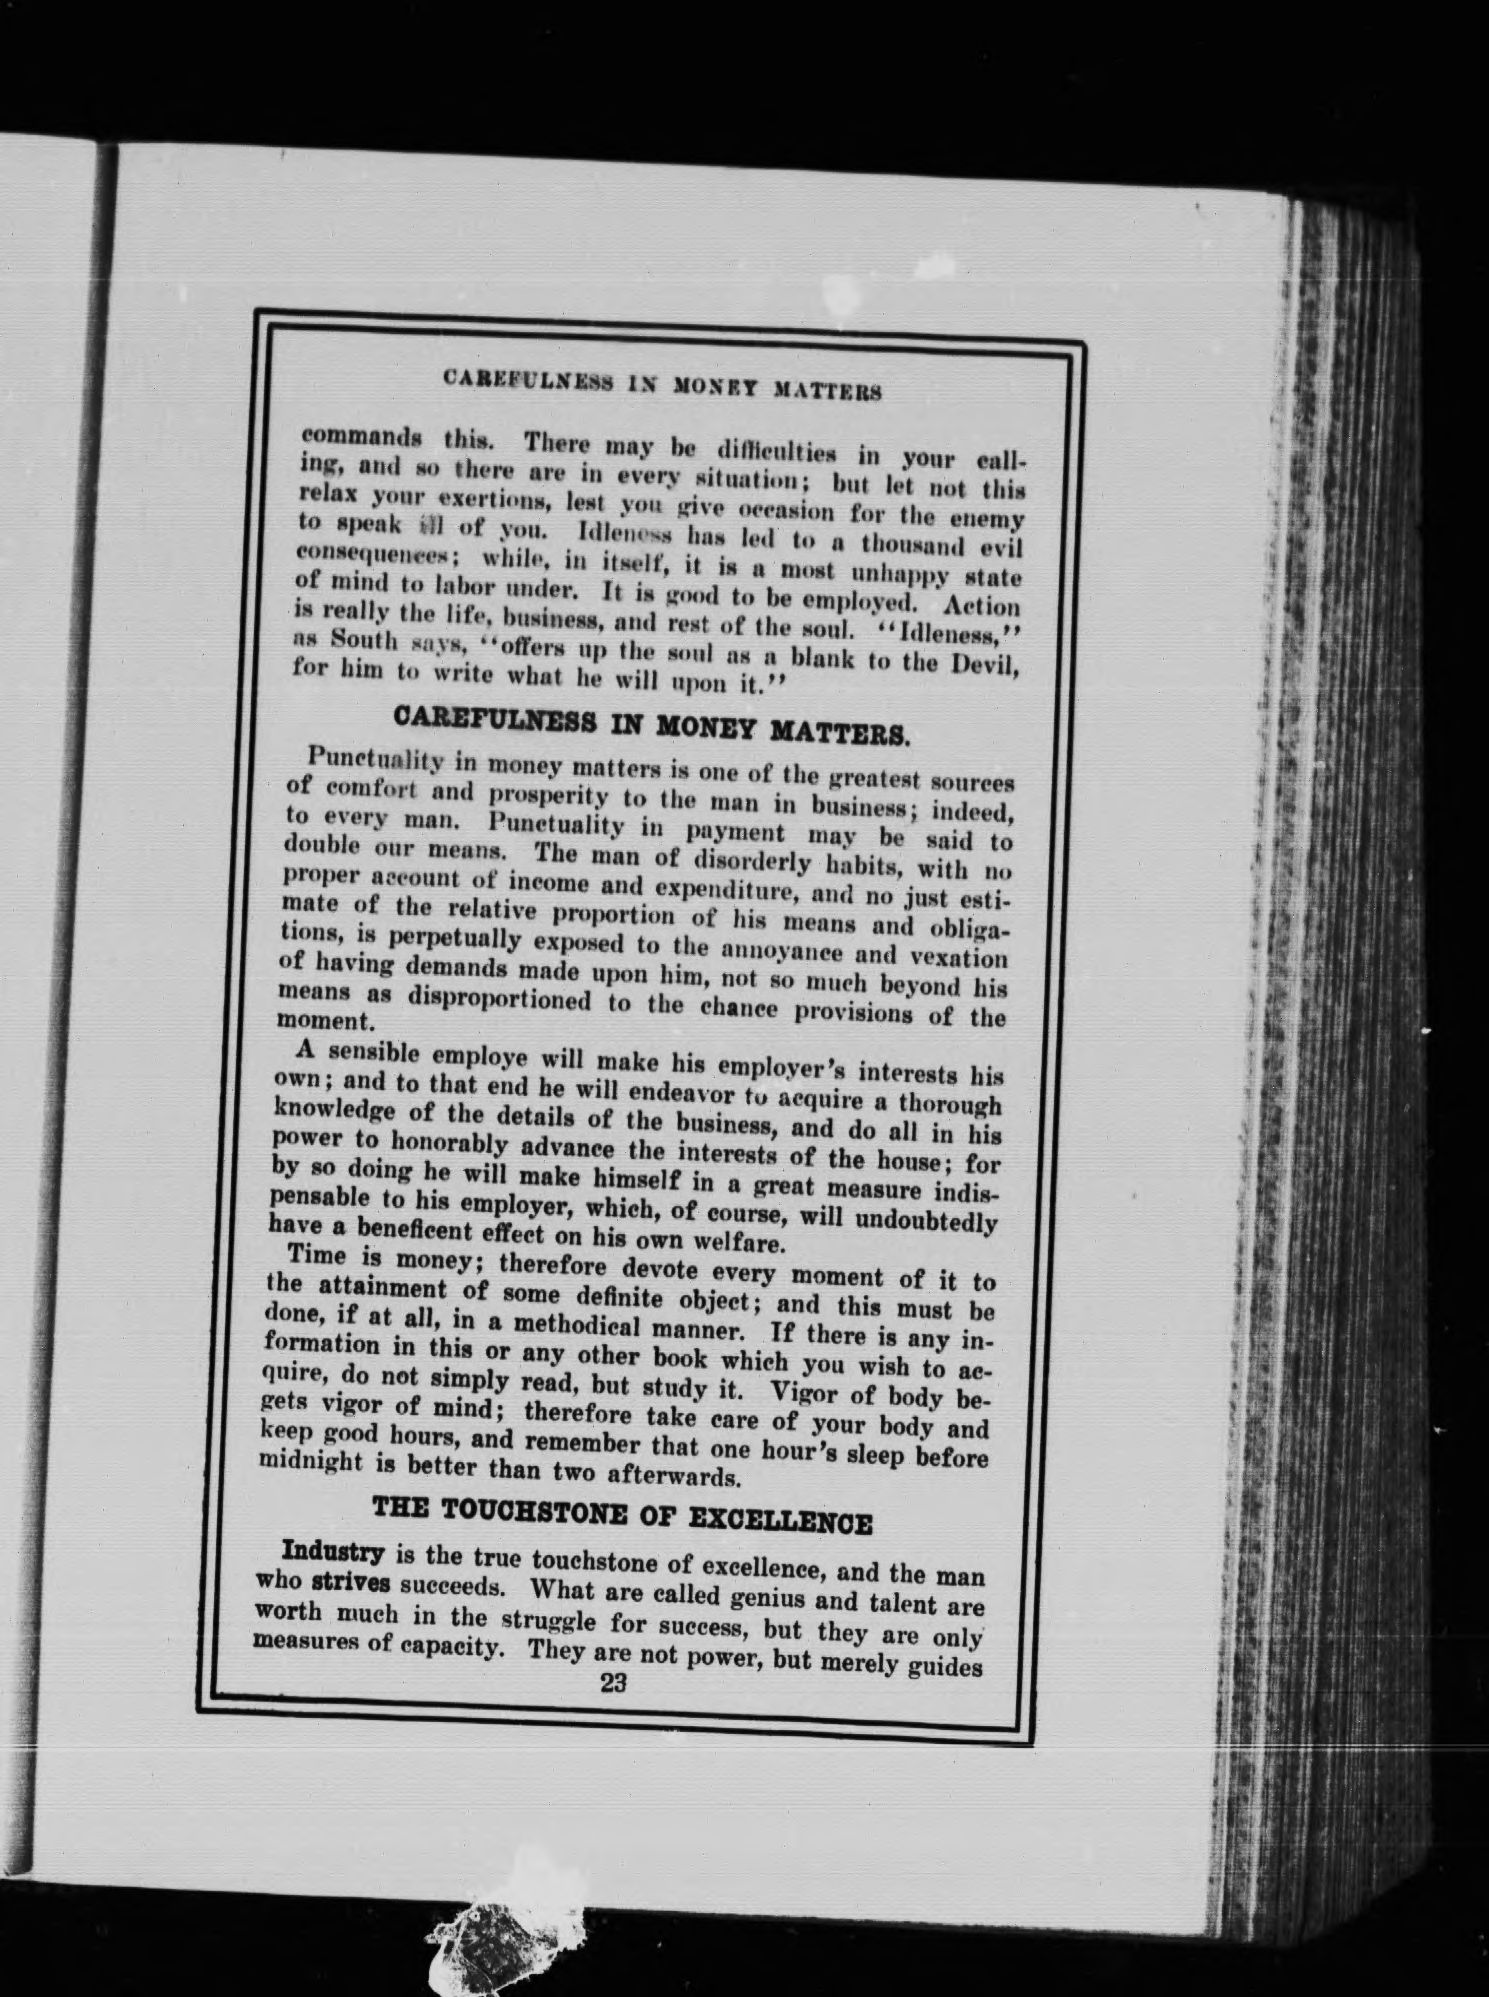 CAREFULNESS IN MONEY MATTERS
commands this. There may be difficulties in your call-
ing, and so there are in every situation; but let not this
relax your exertions, lest you give occasion for the enemy
to speak ill of you. Idleness has led to a thousand evil
consequences; while, in itself, it is a most unhappy state
of mind to labor under. It is good to be employed. Action
is really the life, business, and rest of the soul. "Idleness,"
as South says, "offers up the soul as a blank to the Devil,
for him to write what he will upon it."
CAREFULNESS IN MONEY MATTERS.
Punctuality in money matters is one of the greatest sources
of comfort and prosperity to the man in business; indeed,
to every man. Punctuality in payment may be said to
double our means. The man of disorderly habits, with no
proper account of income and expenditure, and no just esti-
mate of the relative proportion of his means and obliga-
tions, is perpetually exposed to the annoyance and vexation
of having demands made upon him, not so much beyond his
means as disproportioned to the chance provisions of the
moment.
A sensible employe will make his employer's interests his
own; and to that end he will endeavor to acquire a thorough
knowledge of the details of the business, and do all in his
power to honorably advance the interests of the house; for
by so doing he will make himself in a great measure indis-
pensable to his employer, which, of course, will undoubtedly
have a beneficent effect on his own welfare.
Time is money; therefore devote every moment of it to
the attainment of some definite object; and this must be
done, if at all, in a methodical manner. If there is any in-
formation in this or any other book which you wish to ac-
quire, do not simply read, but study it. Vigor of body be-
gets vigor of mind; therefore take care of your body and
keep good hours, and remember that one hour's sleep before
midnight is better than two afterwards.
THE TOUCHSTONE OF EXCELLENCE
Industry is the true touchstone of excellence, and the man
who strives succeeds. What are called genius and talent are
worth much in the struggle for success, but they are only
measures of capacity. They are not power, but merely guides
23